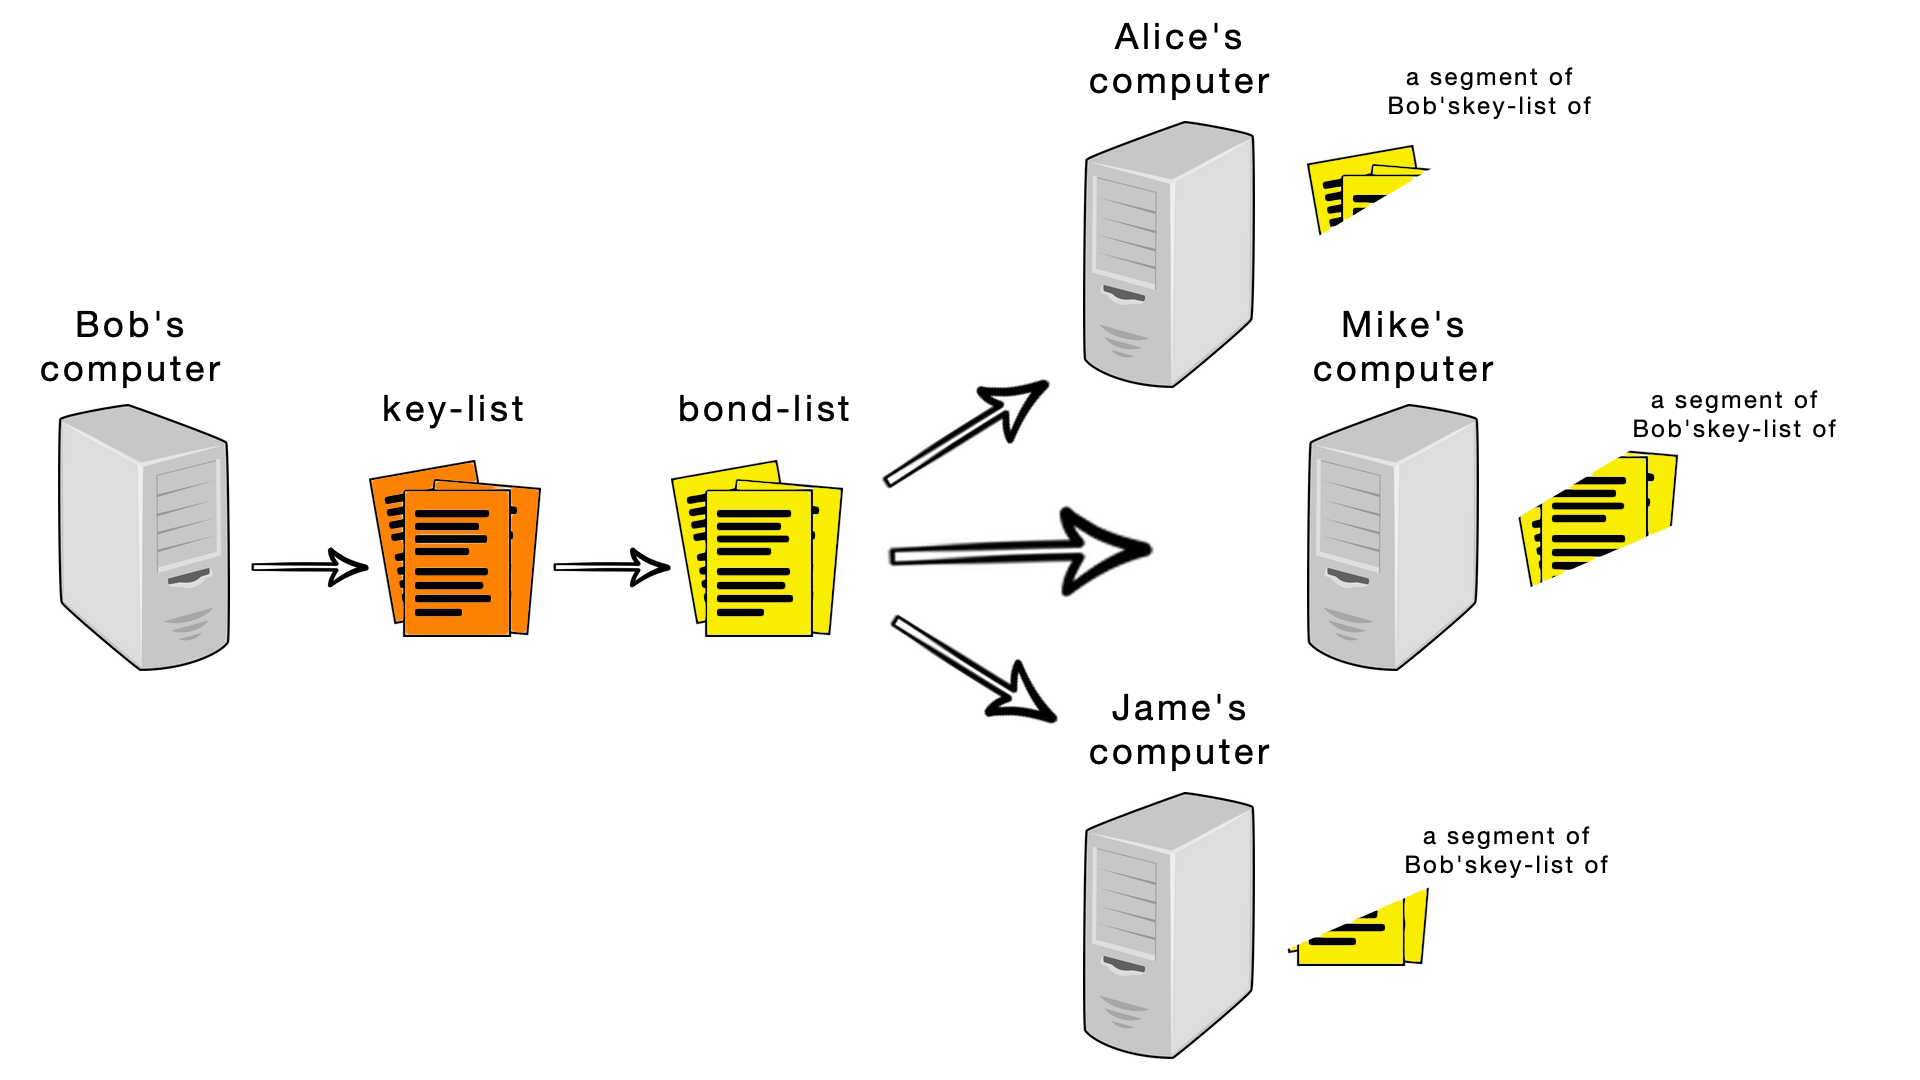 Alice's
computer
a segment of
Bob'skey-list of
Bob's
computer
key-list
bond-list
Mike's
computer
a segment of
Bob'skey-list of
Jame's
computer
a segment of
Bob'skey-list of